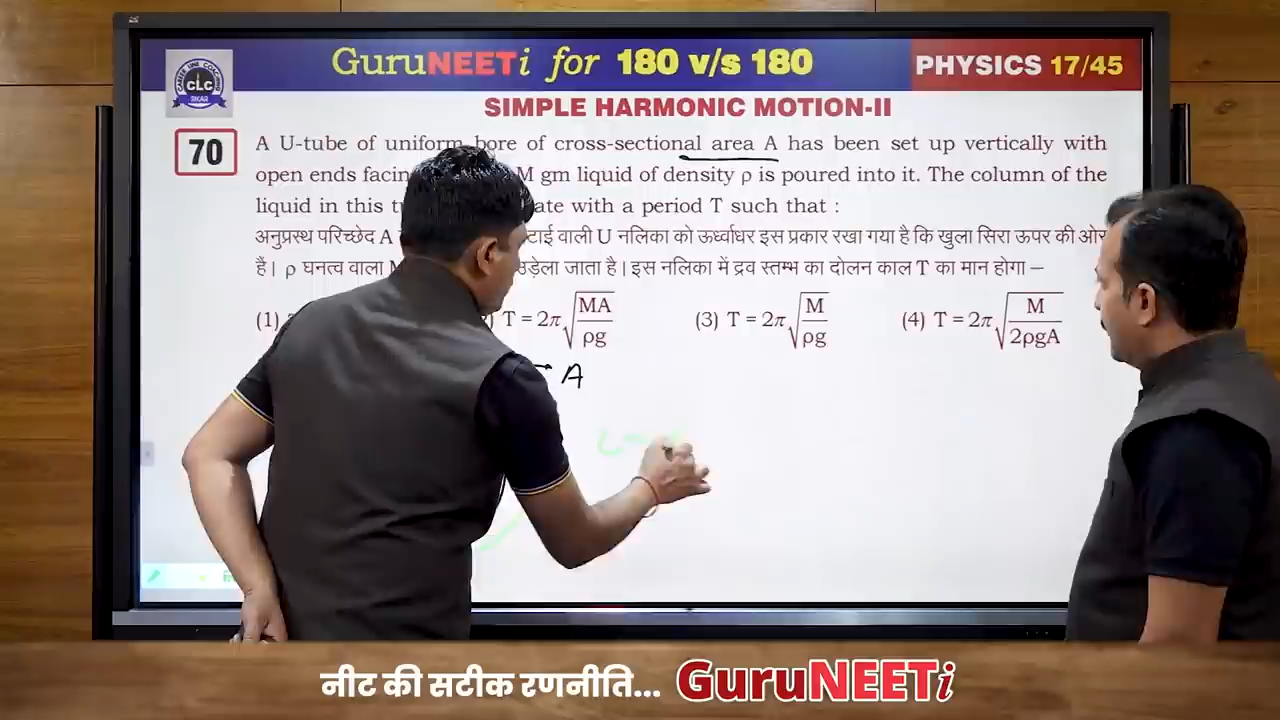 GuruNEETi for 180 v/s 180
PHYSICS 17/45
CLC
SIKAR
SIMPLE HARMONIC MOTION-II
70
A U-tube of uniform bore of cross-sectional area A has been set up vertically with
open ends M gm liquid of density ρ is poured into it. The column of the
liquid in this with a period T such that :
अनुप्रस्थ परिच्छेद A वाली U नलिका को ऊर्ध्वाधर इस प्रकार रखा गया है कि खुला सिरा ऊपर की ओर
हैं। ρ घनत्व वाला जाता है। इस नलिका में द्रव स्तम्भ का दोलन काल T का मान होगा –
(1) T = 2π√(MA/ρg) (3) T = 2π√(M/ρg) (4) T = 2π√(M/2ρgA)
A
नीट की सटीक रणनीति... GuruNEETi